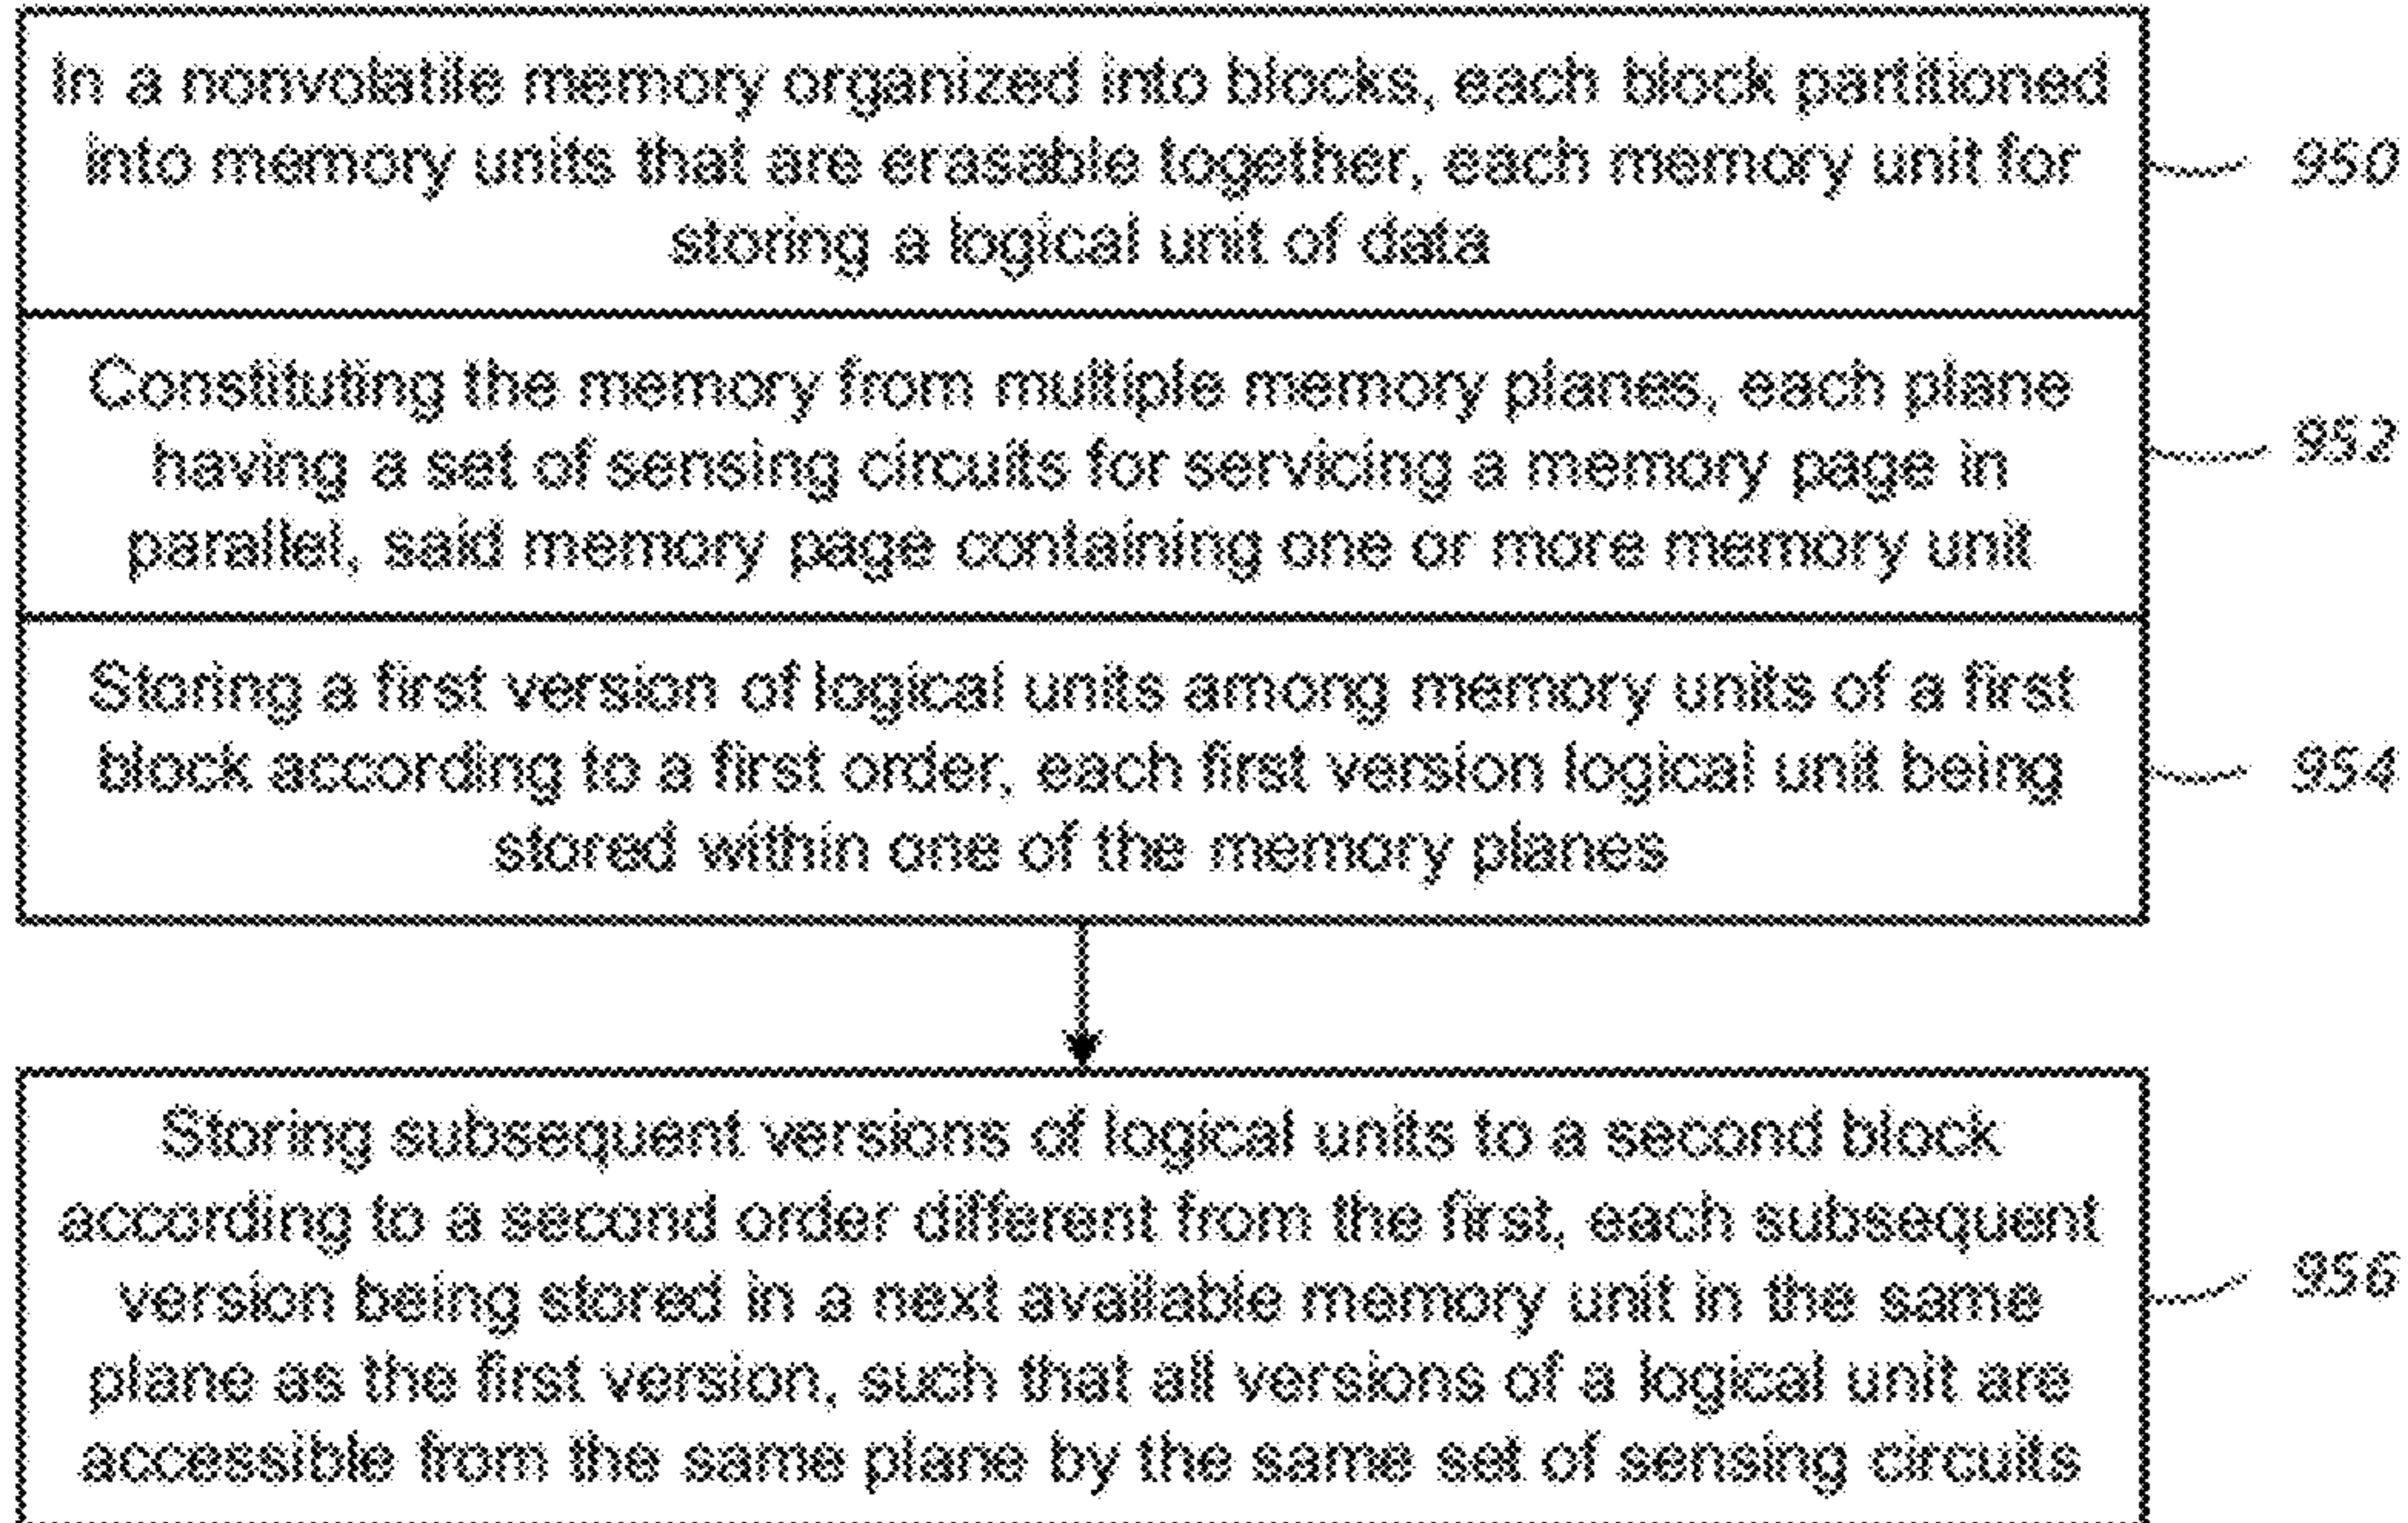 In a nonvolatile memory organized into blocks, each block partitioned
into memory units that are erasable together, each memory unit for
storing a logical unit of data
950
Constituting the memory from multiple memory planes, each plane
having a set of sensing circuits for servicing a memory page in
parallel, said memory page containing one or more memory unit
952
Storing a first version of logical units among memory units of a first
block according to a first order, each first version logical unit being
stored within one of the memory planes
954
Storing subsequent versions of logical units to a second block
according to a second order different from the first, each subsequent
version being stored in a next available memory unit in the same
plane as the first version, such that all versions of a logical unit are
accessible from the same plane by the same set of sensing circuits
956